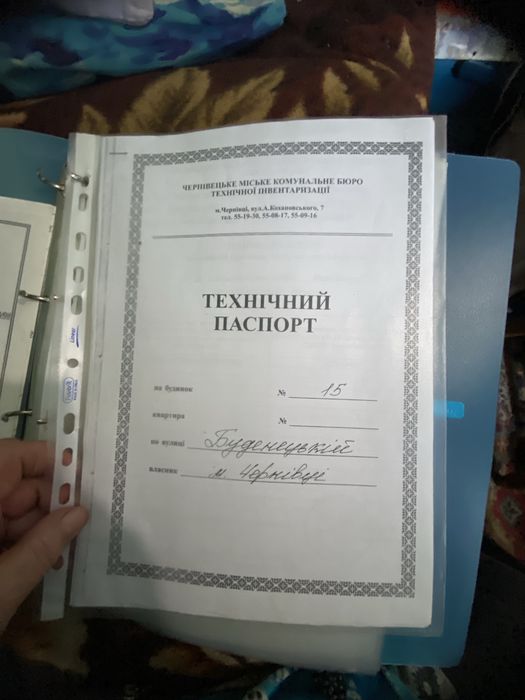 ЧЕРНІВЕЦЬКЕ МІСЬКЕ КОМУНАЛЬНЕ БЮРО
ТЕХНІЧНОЇ ІНВЕНТАРИЗАЦІЇ
м.Чернівці, вул.А.Кохановського, 7
тел. 55-19-30, 55-08-17, 55-09-16
ТЕХНІЧНИЙ
ПАСПОРТ
на будинок № 15
квартира №
по вулиці Буденецькій
власник м. Чернівці
Liner